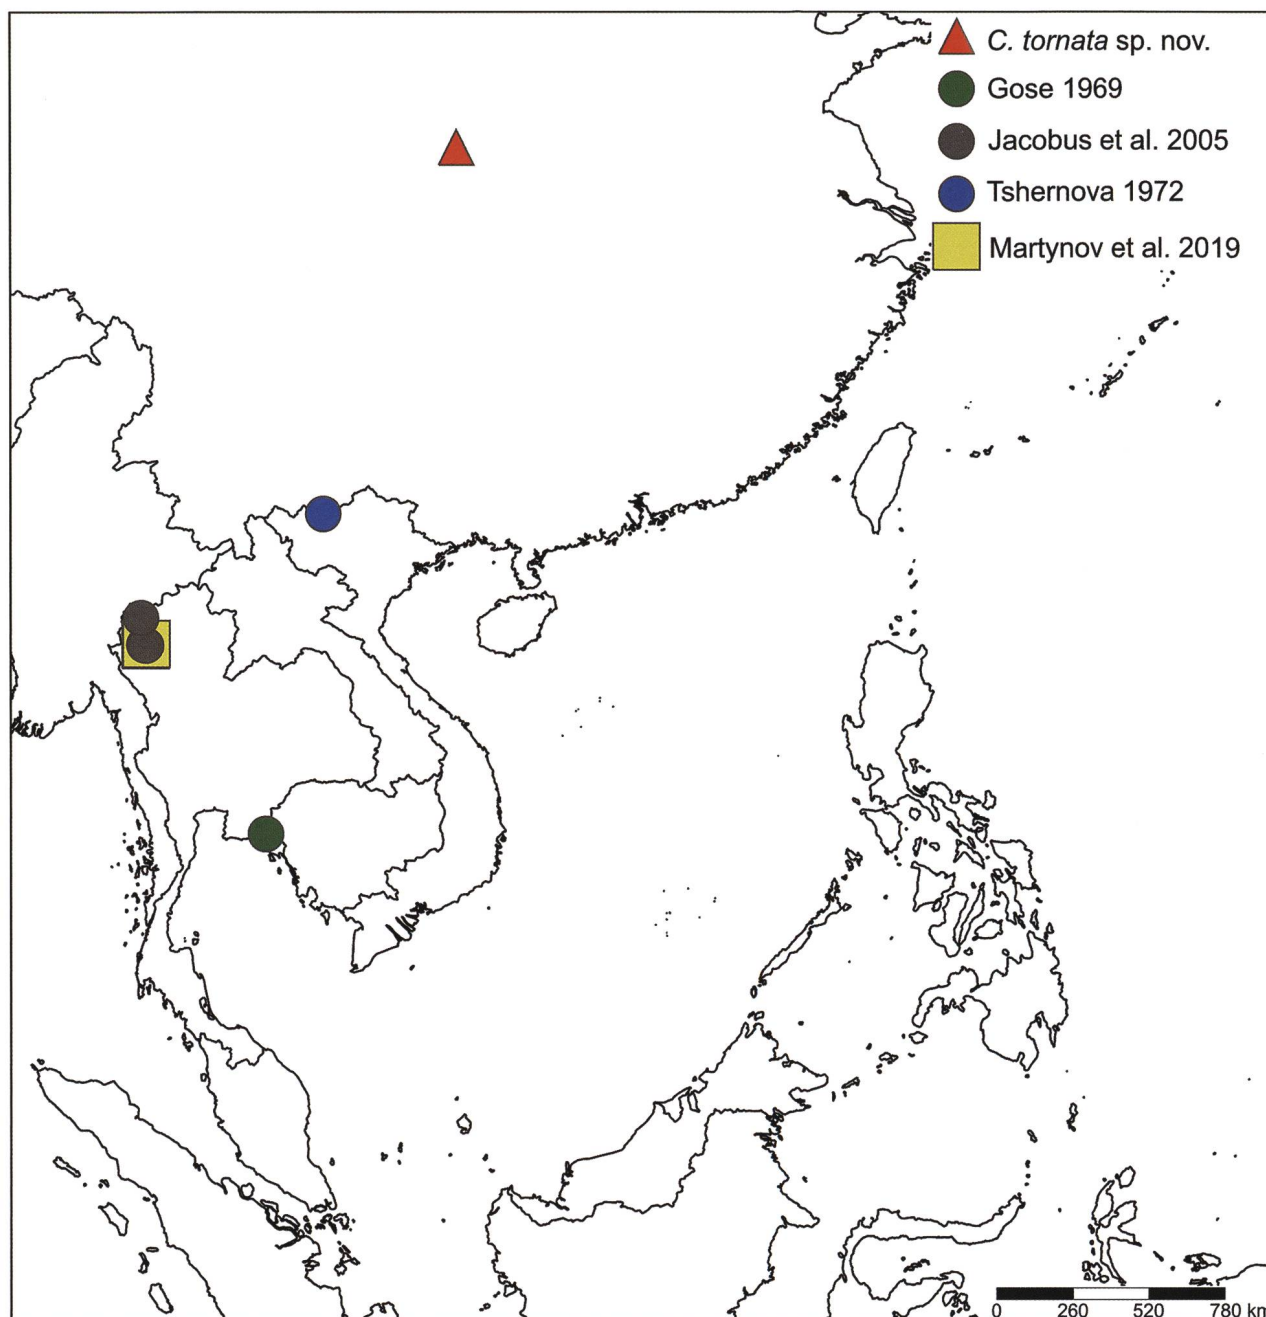 C. tornata sp. nov.
Gose 1969
Jacobus et al. 2005
Tshernova 1972
Martynov et al. 2019
0 260 520 780 km